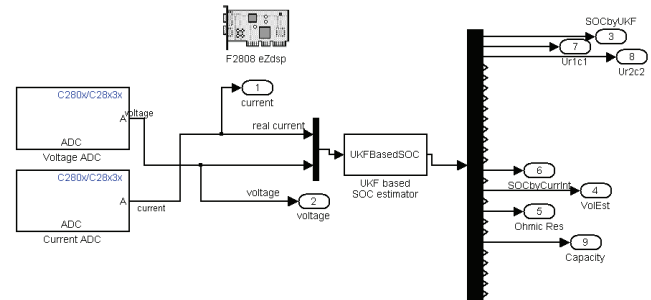 SOCbyUKF
3
7
Ur1c1
8
Ur2c2
F2808 eZdsp
C280x/C28x3x
A
voltage
ADC
Voltage ADC
1
current
real current
UKFBasedSOC
UKF based
SOC estimator
C280x/C28x3x
A
current
ADC
Current ADC
voltage
2
voltage
6
SOCbyCurrInt
4
VolEst
5
Ohmic Res
9
Capacity